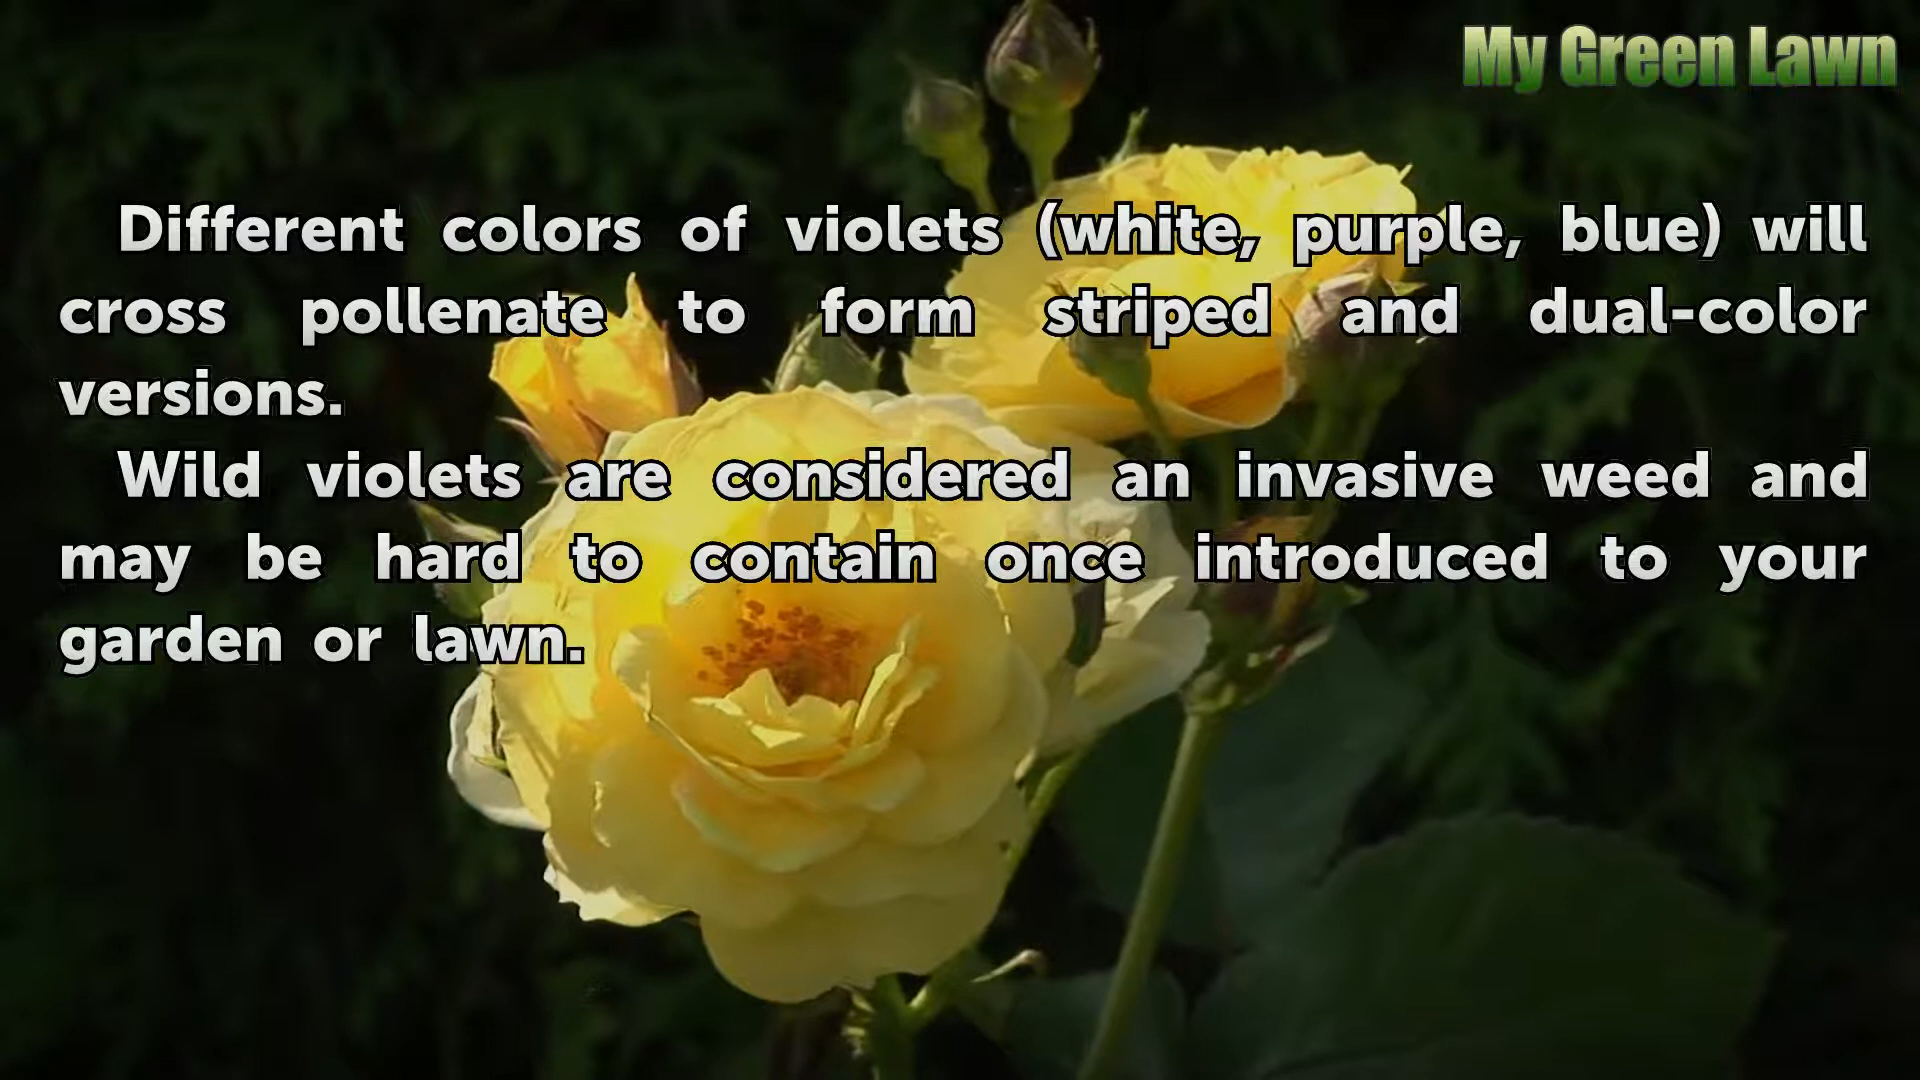 My Green Lawn
Different colors of violets (white, purple, blue) will
cross pollenate to form striped and dual-color
versions.
Wild violets are considered an invasive weed and
may be hard to contain once introduced to your
garden or lawn.